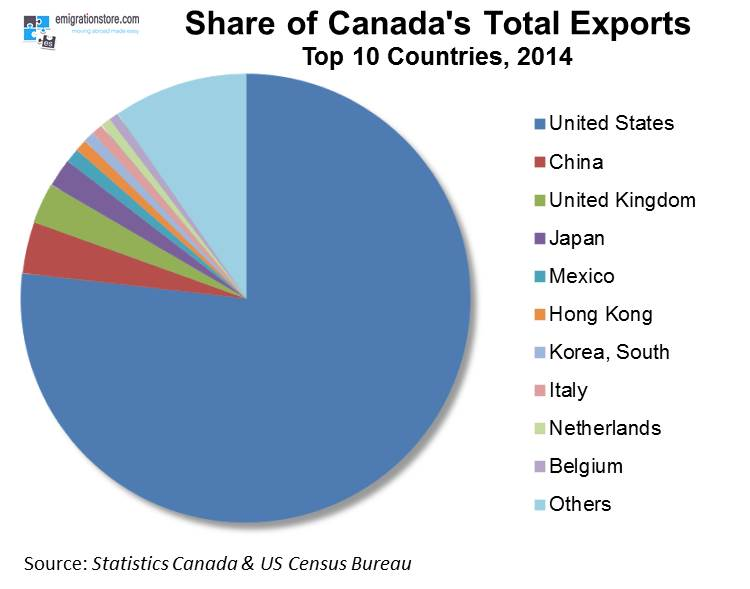 emigrationstore.com
moving abroad made easy
es
Share of Canada's Total Exports
Top 10 Countries, 2014
United States
China
United Kingdom
Japan
Mexico
Hong Kong
Korea, South
Italy
Netherlands
Belgium
Others
Source: Statistics Canada & US Census Bureau